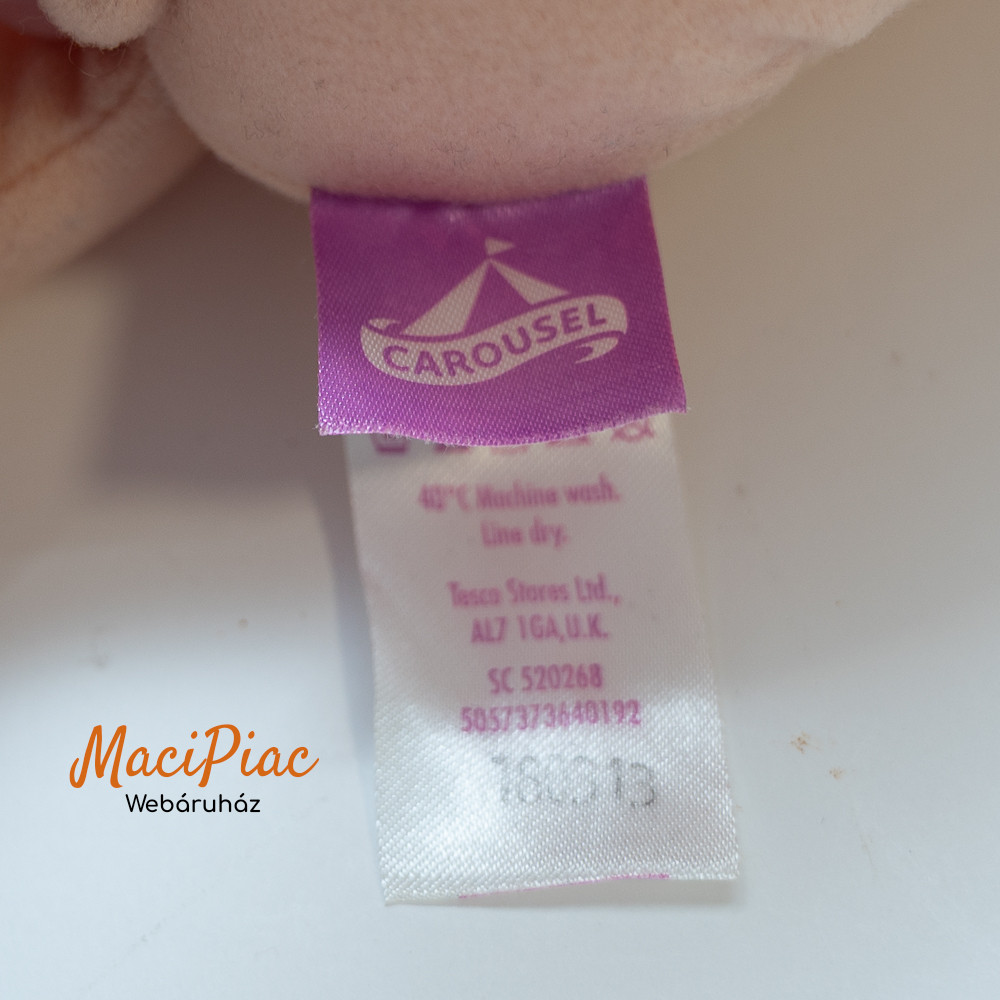 CAROUSEL
40°C Machine wash.
Line dry.
Tesco Stores Ltd.,
AL7 1GA, U.K.
SC 520268
5057373640192
MaciPiac
Webáruház